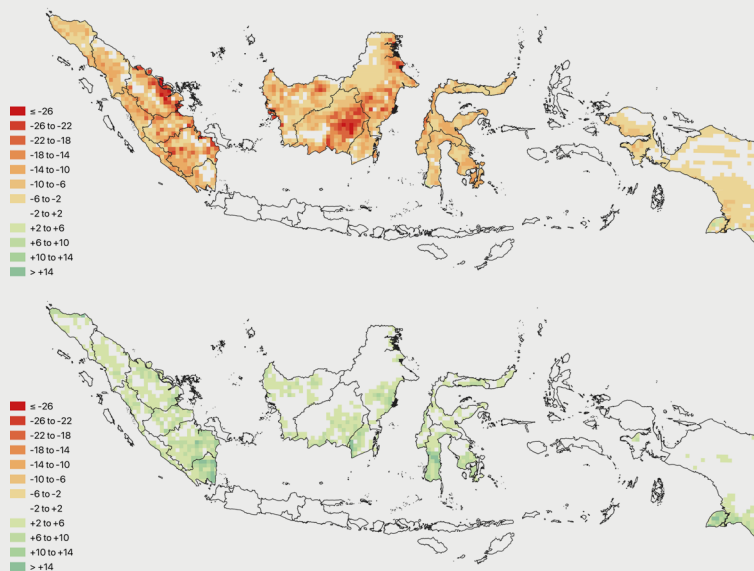 ≤ -26
-26 to -22
-22 to -18
-18 to -14
-14 to -10
-10 to -6
-6 to -2
-2 to +2
+2 to +6
+6 to +10
+10 to +14
> +14
≤ -26
-26 to -22
-22 to -18
-18 to -14
-14 to -10
-10 to -6
-6 to -2
-2 to +2
+2 to +6
+6 to +10
+10 to +14
> +14